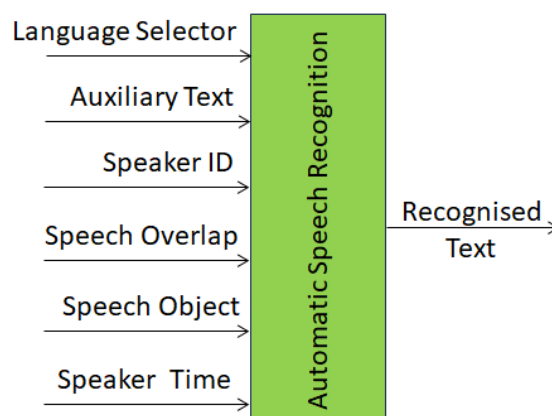 Language Selector
Auxiliary Text
Speaker ID
Speech Overlap
Speech Object
Speaker Time
Automatic Speech Recognition
Recognised
Text